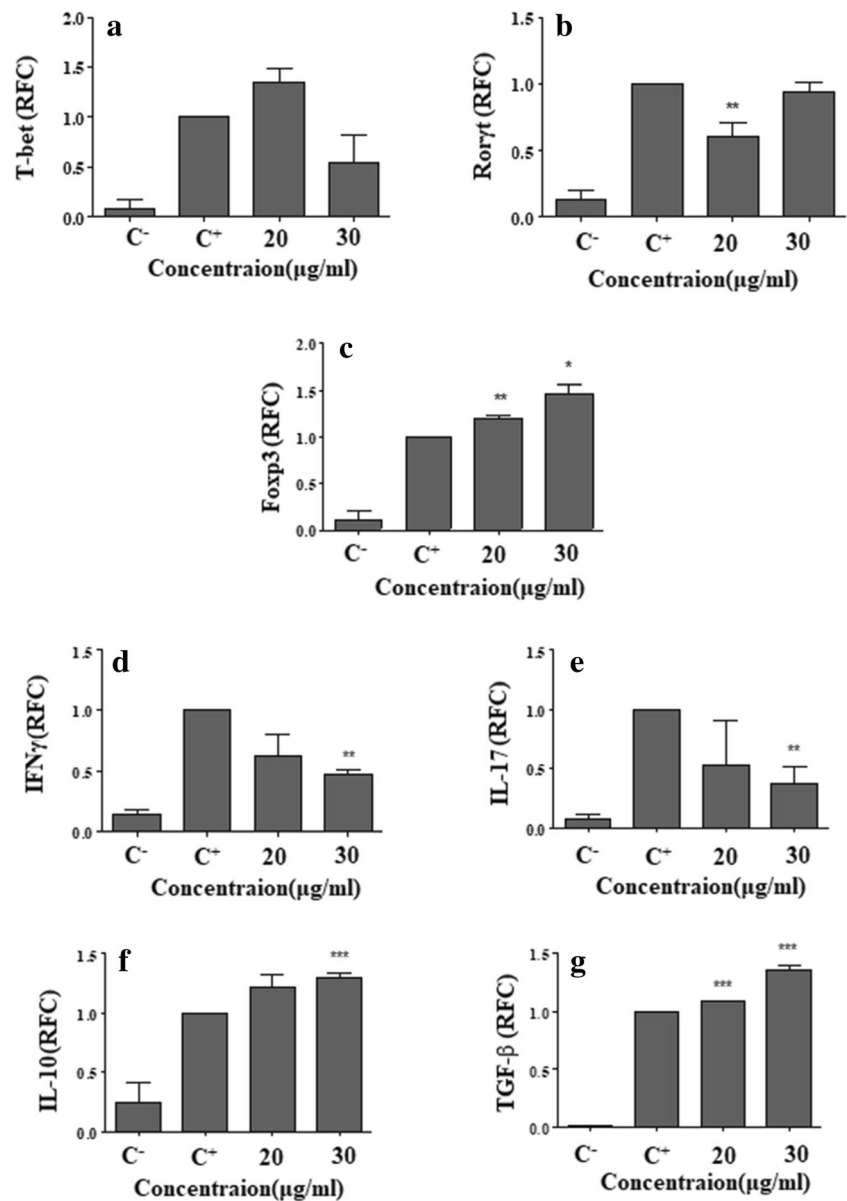 a
T-bet (RFC)
2.0
1.5
1.0
0.5
0.0
C- C+ 20 30
Concentraion(µg/ml)
b
Rorγt (RFC)
1.5
1.0
0.5
0.0
**
C- C+ 20 30
Concentraion(µg/ml)
c
Foxp3 (RFC)
2.0
1.5
1.0
0.5
0.0
** *
C- C+ 20 30
Concentraion(µg/ml)
d
IFNγ(RFC)
1.5
1.0
0.5
0.0
**
C- C+ 20 30
Concentraion(µg/ml)
e
IL-17 (RFC)
1.5
1.0
0.5
0.0
**
C- C+ 20 30
Concentraion(µg/ml)
f
IL-10(RFC)
1.5
1.0
0.5
0.0
***
C- C+ 20 30
Concentraion(µg/ml)
g
TGF-β (RFC)
1.5
1.0
0.5
0.0
*** ***
C- C+ 20 30
Concentraion(µg/ml)